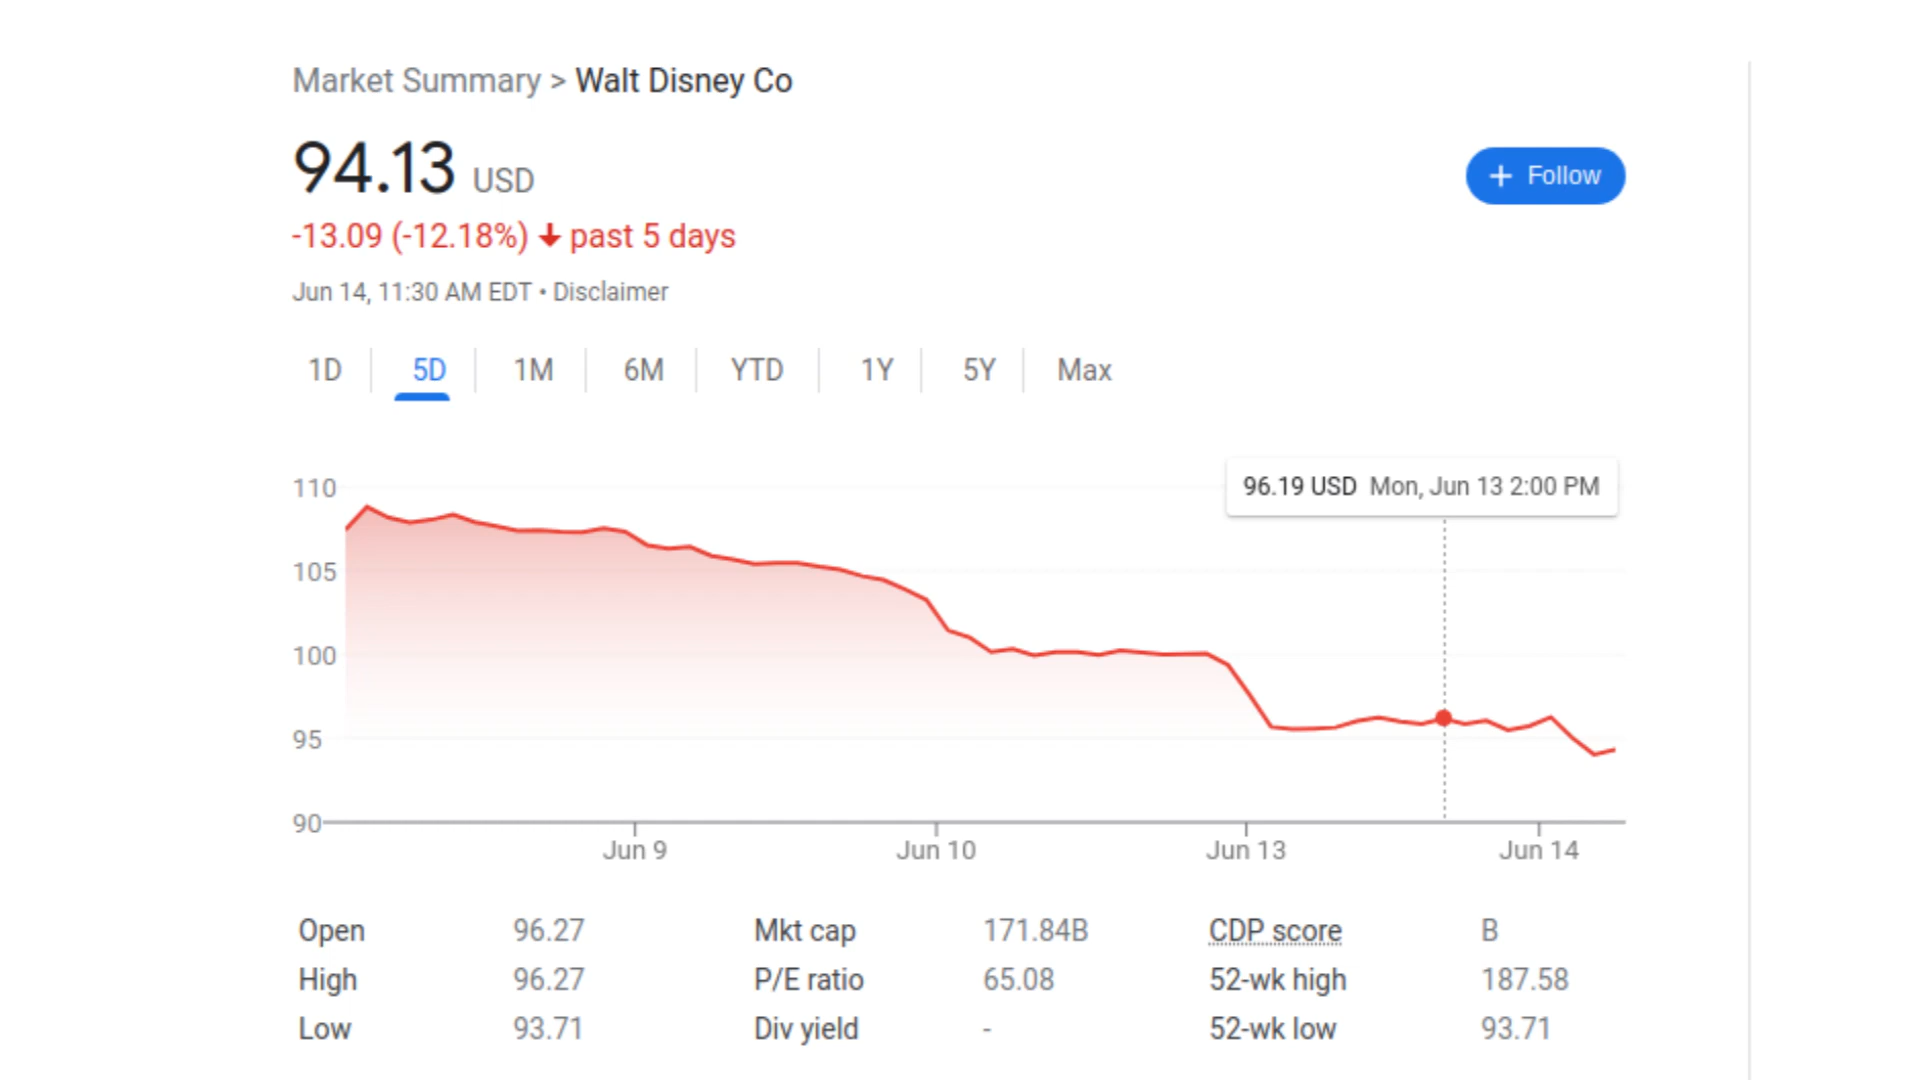 Market Summary > Walt Disney Co
94.13 USD
+ Follow
-13.09 (-12.18%) ↓ past 5 days
Jun 14, 11:30 AM EDT • Disclaimer
1D 5D 1M 6M YTD 1Y 5Y Max
96.19 USD Mon, Jun 13 2:00 PM
110
105
100
95
90
Jun 9 Jun 10 Jun 13 Jun 14
Open 96.27 Mkt cap 171.84B CDP score B
High 96.27 P/E ratio 65.08 52-wk high 187.58
Low 93.71 Div yield - 52-wk low 93.71